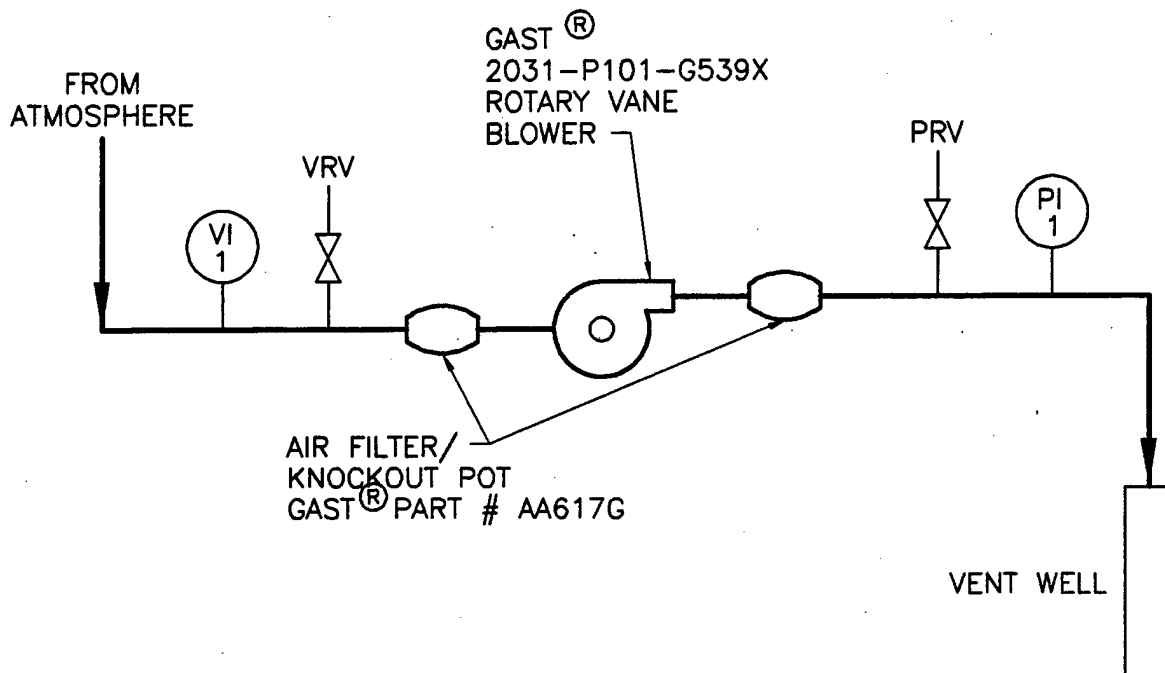 GAST ®
2031-P101-G539X
ROTARY VANE
BLOWER
FROM
ATMOSPHERE
VRV
PRV
VI
1
PI
1
AIR FILTER/
KNOCKOUT POT
GAST ® PART # AA617G
VENT WELL